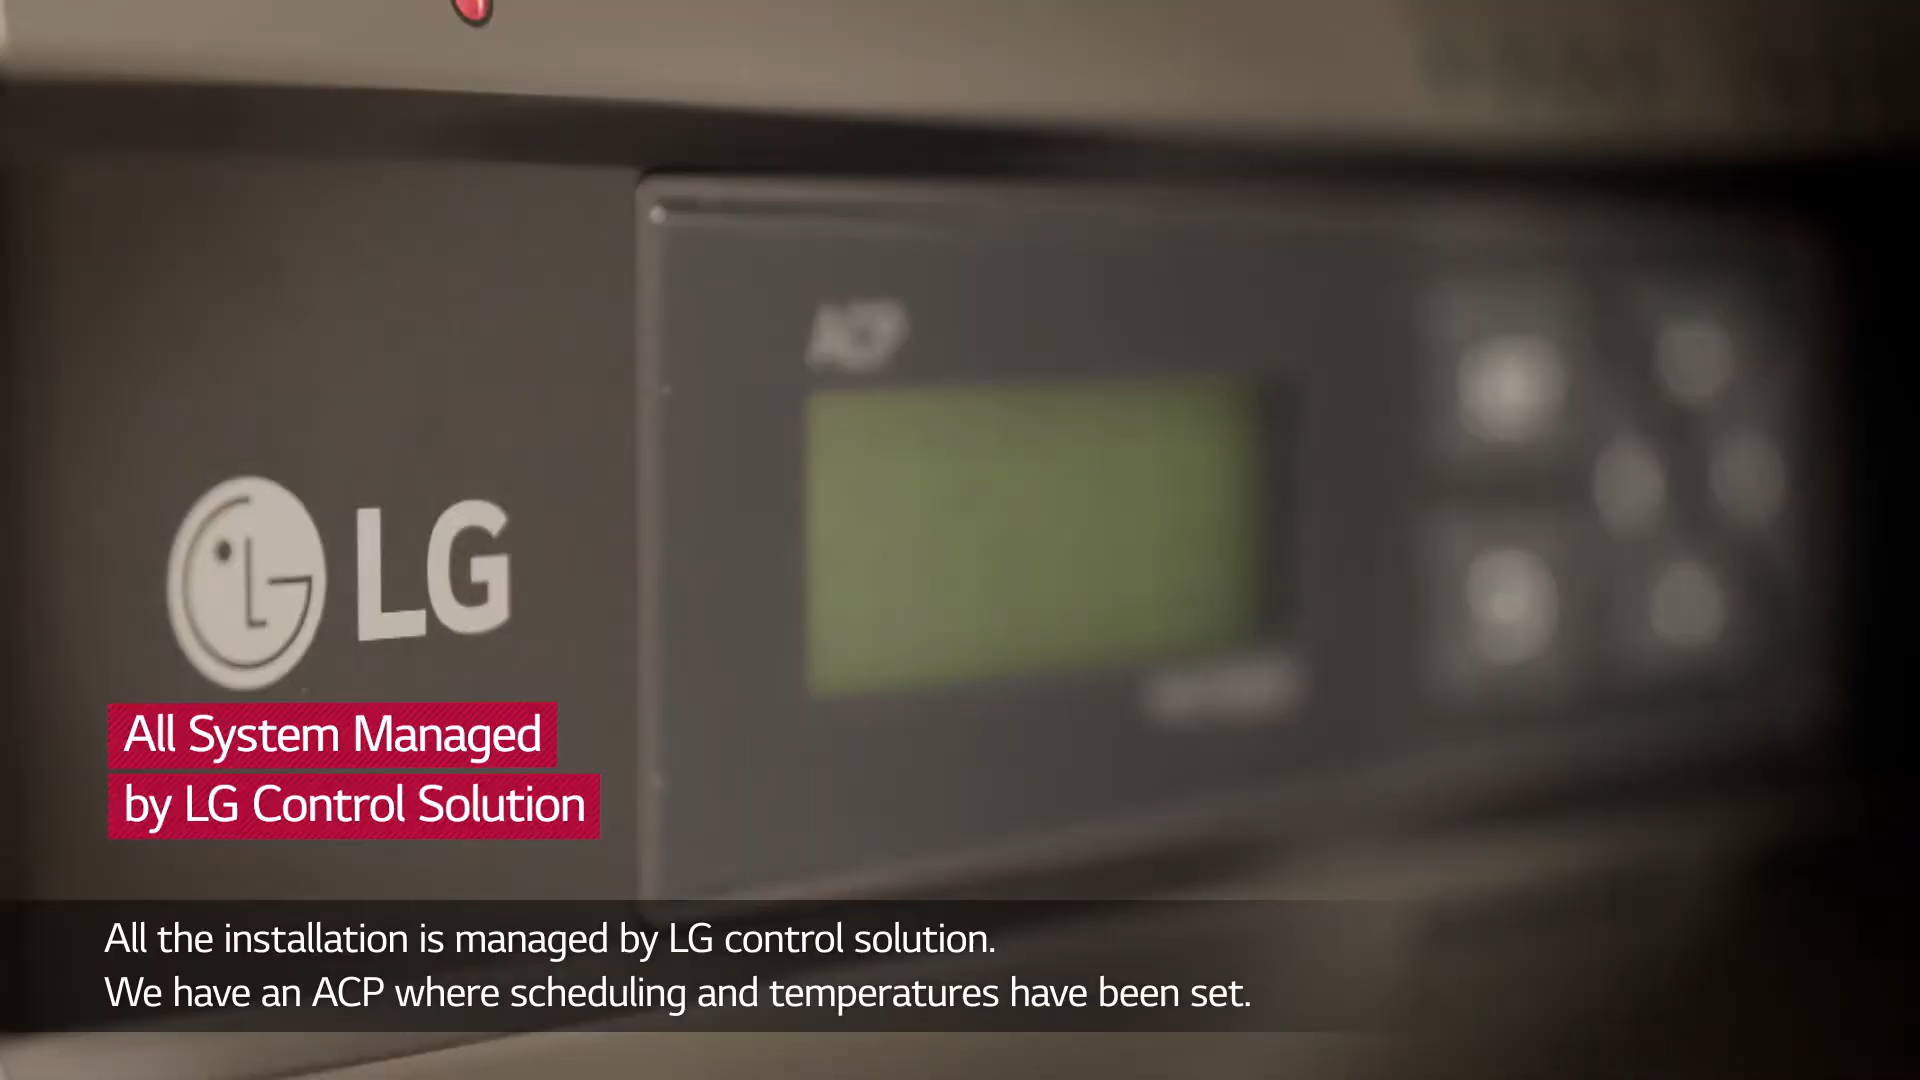 ACP
LG
All System Managed
by LG Control Solution
All the installation is managed by LG control solution.
We have an ACP where scheduling and temperatures have been set.